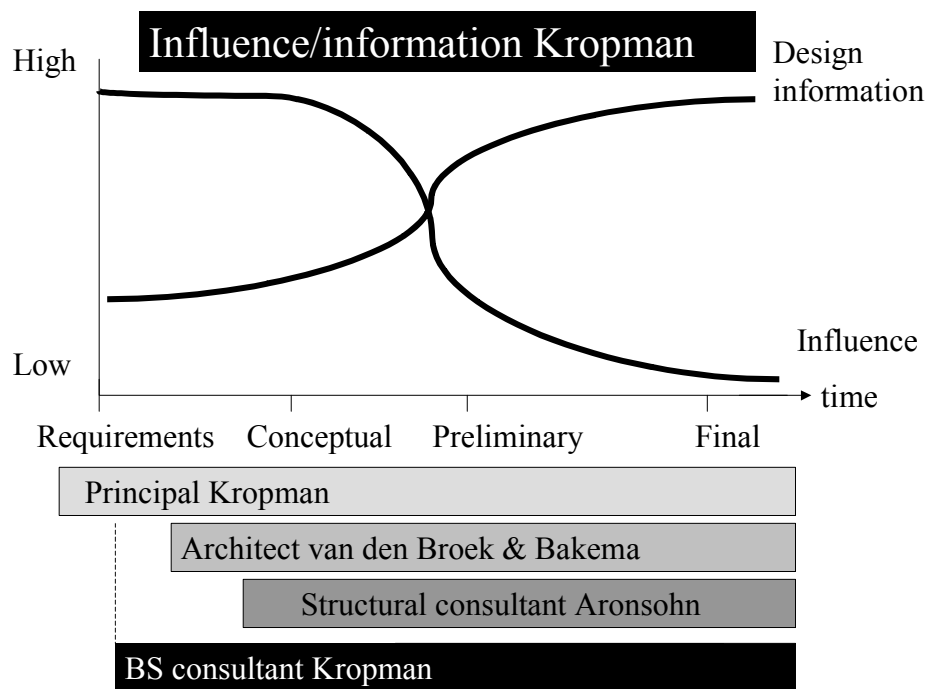 Influence/information Kropman
High
Design
information
Low
Influence
time
Requirements
Conceptual
Preliminary
Final
Principal Kropman
Architect van den Broek & Bakema
Structural consultant Aronsohn
BS consultant Kropman